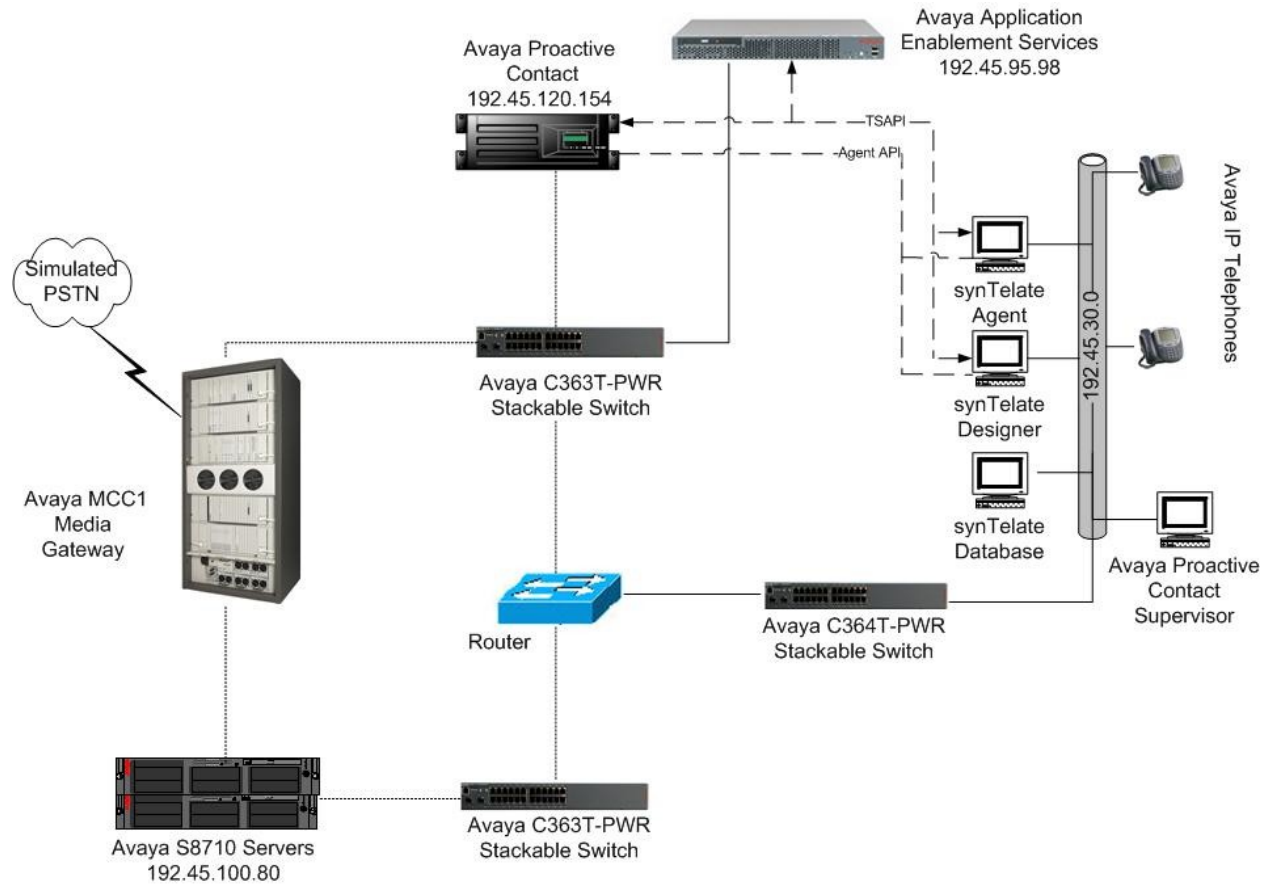 Avaya Application
Enablement Services
192.45.95.98
Avaya Proactive
Contact
192.45.120.154
TSAPI
Agent API
Avaya IP Telephones
Simulated
PSTN
synTelate
Agent
192.45.30.0
Avaya C363T-PWR
Stackable Switch
synTelate
Designer
Avaya MCC1
Media
Gateway
synTelate
Database
Avaya Proactive
Contact
Supervisor
Router
Avaya C364T-PWR
Stackable Switch
Avaya C363T-PWR
Stackable Switch
Avaya S8710 Servers
192.45.100.80